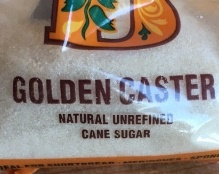 GOLDEN CASTER
NATURAL UNREFINED
CANE SUGAR